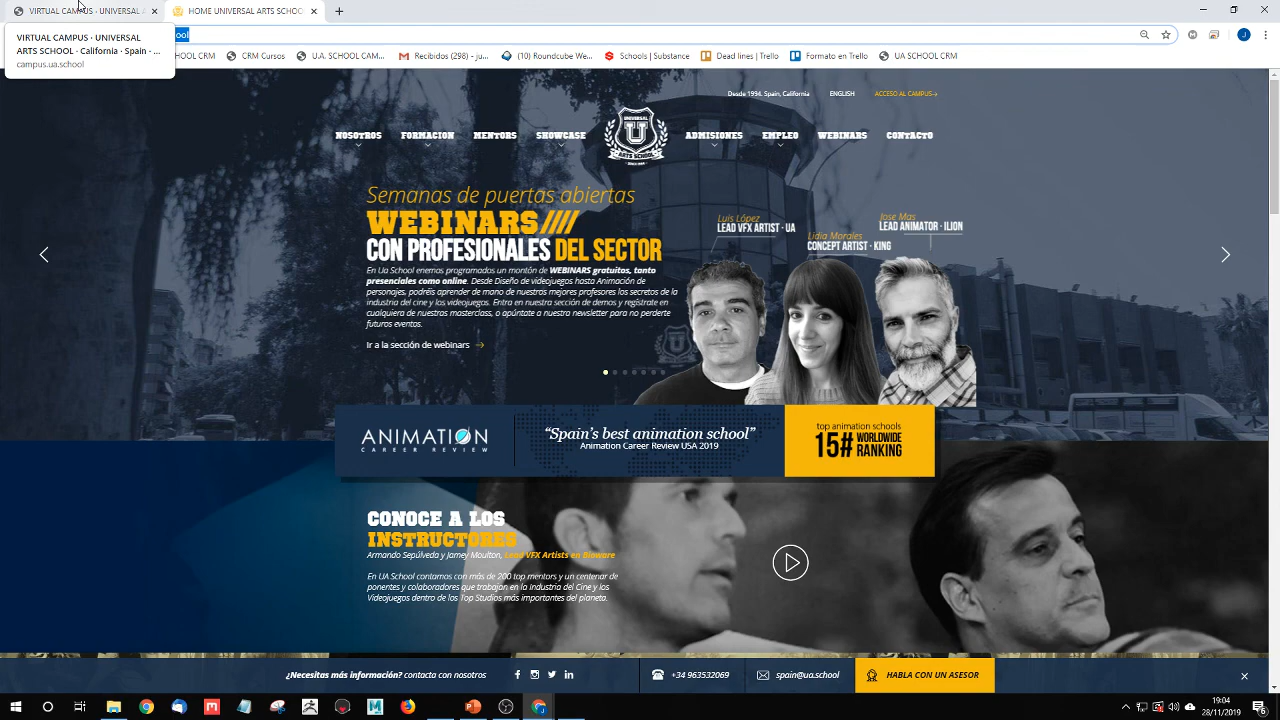 VIRTUAL CAMPUS · UNIVERSAL
HOME UNIVERSAL ARTS SCHOOL
VIRTUAL CAMPUS · UNIVERSAL
ARTS SCHOOL · California · Spain - ...
campus.ua.school
ool
OOL CRM
CRM Cursos
U.A. SCHOOL CAM...
Recibidos (298) - ju...
(10) Roundcube We...
Schools | Substance
Dead lines | Trello
Formato en Trello
UA SCHOOL CRM
Desde 1994. Spain, California
ENGLISH
ACCESO AL CAMPUS
NOSOTROS
FORMACION
MENTORS
SHOWCASE
UNIVERSAL
U
ARTS SCHOOL
ADMISIONES
EMPLEO
WEBINARS
CONTACTO
Semanas de puertas abiertas
WEBINARS////
CON PROFESIONALES DEL SECTOR
En Ua School enemos programados un montón de WEBINARS gratuitos, tanto
presenciales como online. Desde Diseño de videojuegos hasta Animación de
personajes, podréis aprender de mano de nuestros mejores profesores los secretos de la
industria del cine y los videojuegos. Entra en nuestra sección de demos y regístrate en
cualquiera de nuestras masterclass, o apúntate a nuestra newsletter para no perderte
futuros eventos.
Ir a la sección de webinars
Luis López
LEAD VFX ARTIST · UA
Lidia Morales
CONCEPT ARTIST · KING
Jose Mas
LEAD ANIMATOR · ILION
ANIMATION
CAREER REVIEW
“Spain's best animation school”
Animation Career Review USA 2019
top animation schools
15# WORLDWIDE
RANKING
CONOCE A LOS
INSTRUCTORES
Armando Sepúlveda y Jamey Moulton, Lead VFX Artists en Bioware
En UA School contamos con más de 200 top mentors y un centenar de
ponentes y colaboradores que trabajan en la Industria del Cine y los
Videojuegos dentro de los Top Studios más importantes del planeta.
¿Necesitas más información? contacta con nosotros
+34 963532069
spain@ua.school
HABLA CON UN ASESOR
19:04
28/11/2019